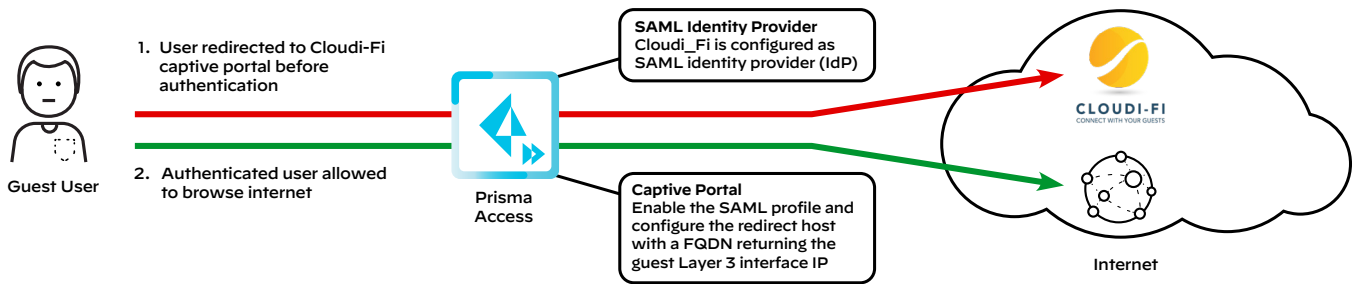 1. User redirected to Cloudi-Fi
captive portal before
authentication
SAML Identity Provider
Cloudi_Fi is configured as
SAML identity provider (IdP)
CLOUDI-FI
CONNECT WITH YOUR GUESTS
Guest User
2. Authenticated user allowed
to browse internet
Prisma
Access
Captive Portal
Enable the SAML profile and
configure the redirect host
with a FQDN returning the
guest Layer 3 interface IP
Internet